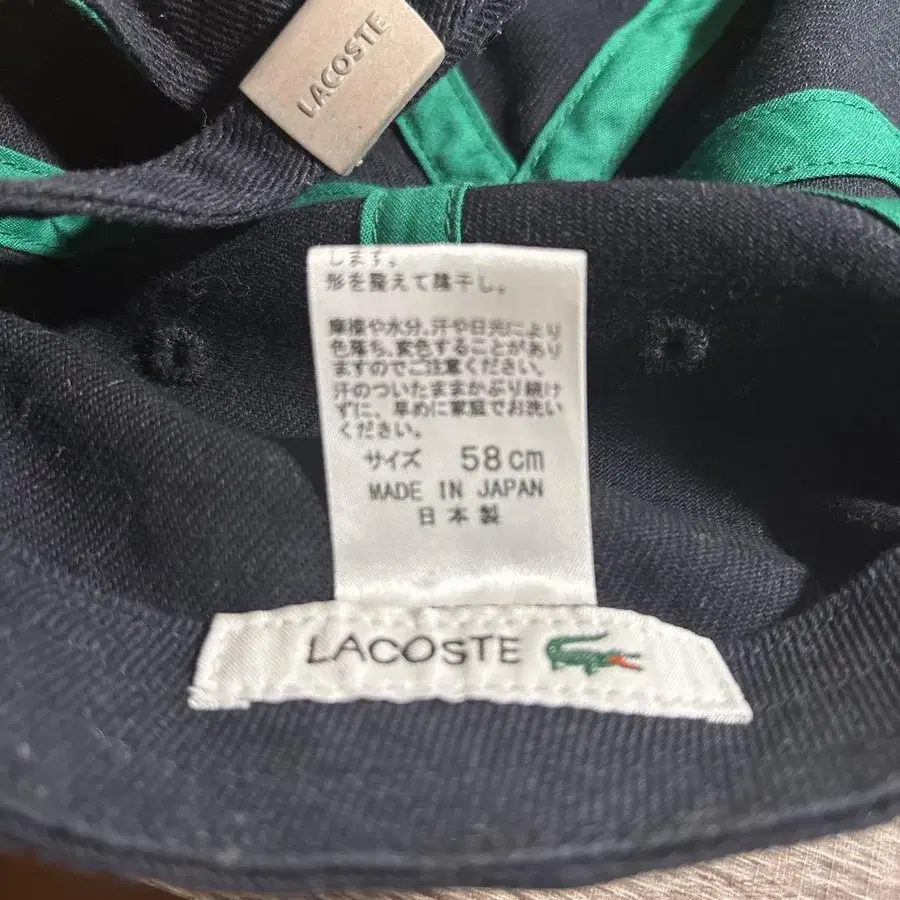 LACOSTE
します。
形を整えて陰干し。
摩擦や水分、汗や日光により
色落ち、変色することがあり
ますのでご注意ください。
汗のついたままかぶり続け
ずに、早めに家庭でお洗い
ください。
サイズ 58cm
MADE IN JAPAN
日本製
LACOSTE